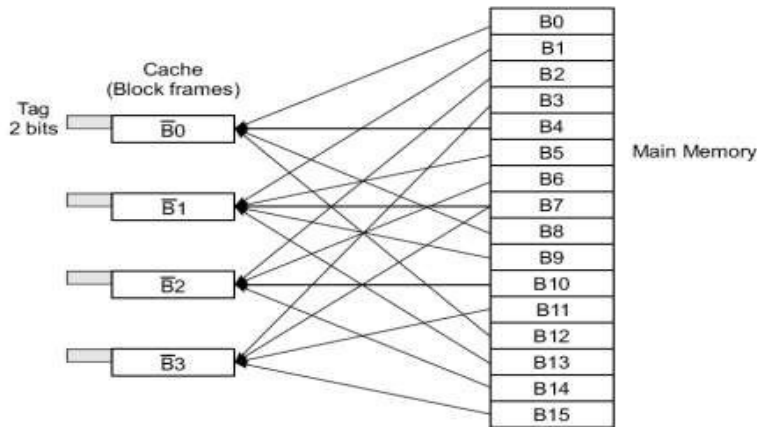 Cache
(Block frames)
Tag
2 bits
B̅0
B̅1
B̅2
B̅3
B0
B1
B2
B3
B4
B5
B6
B7
B8
B9
B10
B11
B12
B13
B14
B15
Main Memory